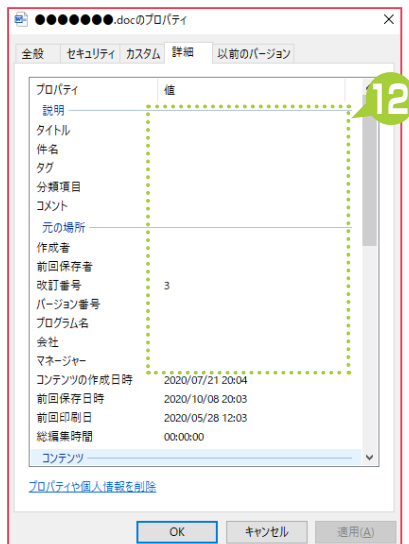 ●●●●●●●.docのプロパティ
全般 セキュリティ カスタム 詳細 以前のバージョン
プロパティ 値
説明
タイトル
件名
タグ
分類項目
コメント
元の場所
作成者
前回保存者
改訂番号 3
バージョン番号
プログラム名
会社
マネージャー
コンテンツの作成日時 2020/07/21 20:04
前回保存日時 2020/10/08 20:03
前回印刷日 2020/05/28 12:03
総編集時間 00:00:00
コンテンツ
プロパティや個人情報を削除
OK キャンセル 適用(A)
12